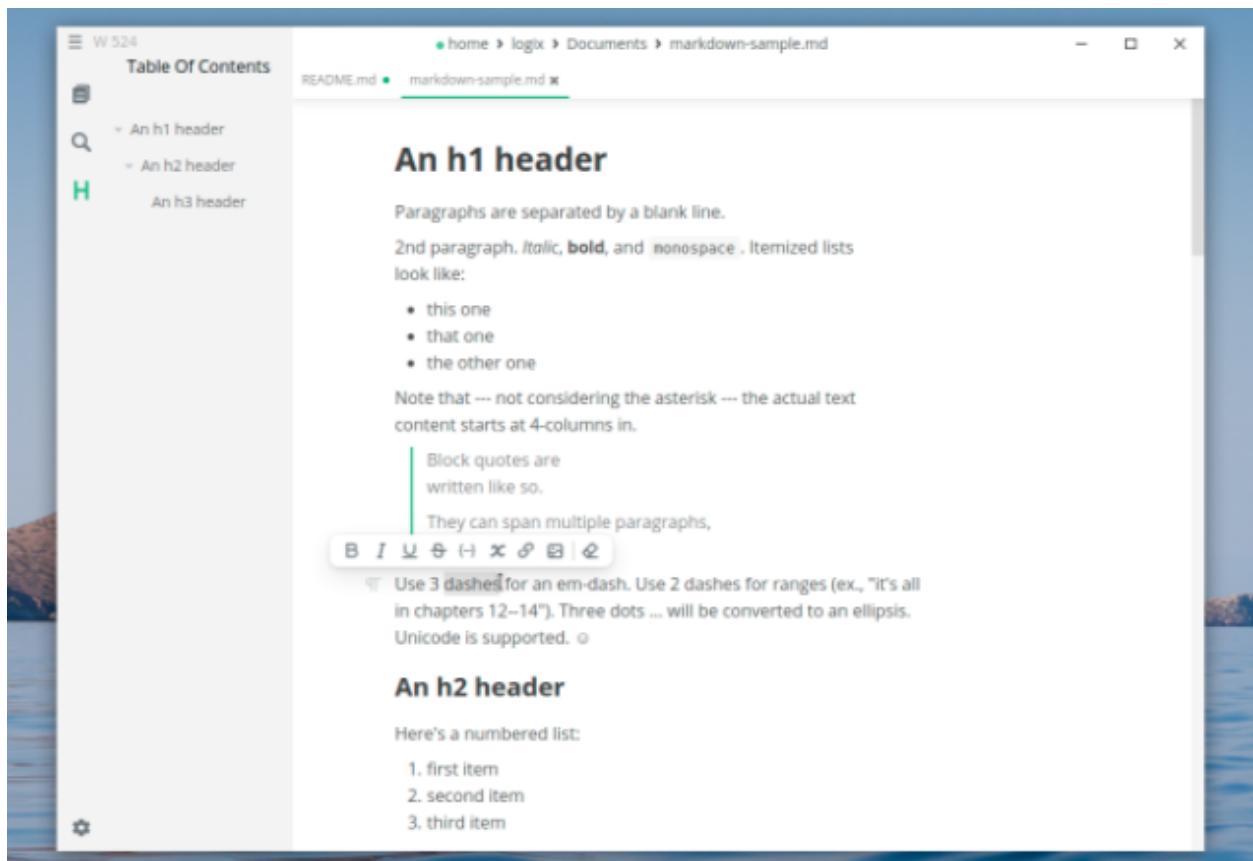 W 524
home › logix › Documents › markdown-sample.md
Table Of Contents
An h1 header
An h2 header
An h3 header
README.md
markdown-sample.md
An h1 header
Paragraphs are separated by a blank line.
2nd paragraph. Italic, bold, and monospace . Itemized lists
look like:
• this one
• that one
• the other one
Note that --- not considering the asterisk --- the actual text
content starts at 4-columns in.
Block quotes are
written like so.
They can span multiple paragraphs,
B I U S
Use 3 dashes for an em-dash. Use 2 dashes for ranges (ex., "it's all
in chapters 12--14"). Three dots ... will be converted to an ellipsis.
Unicode is supported. ☺
An h2 header
Here's a numbered list:
1. first item
2. second item
3. third item